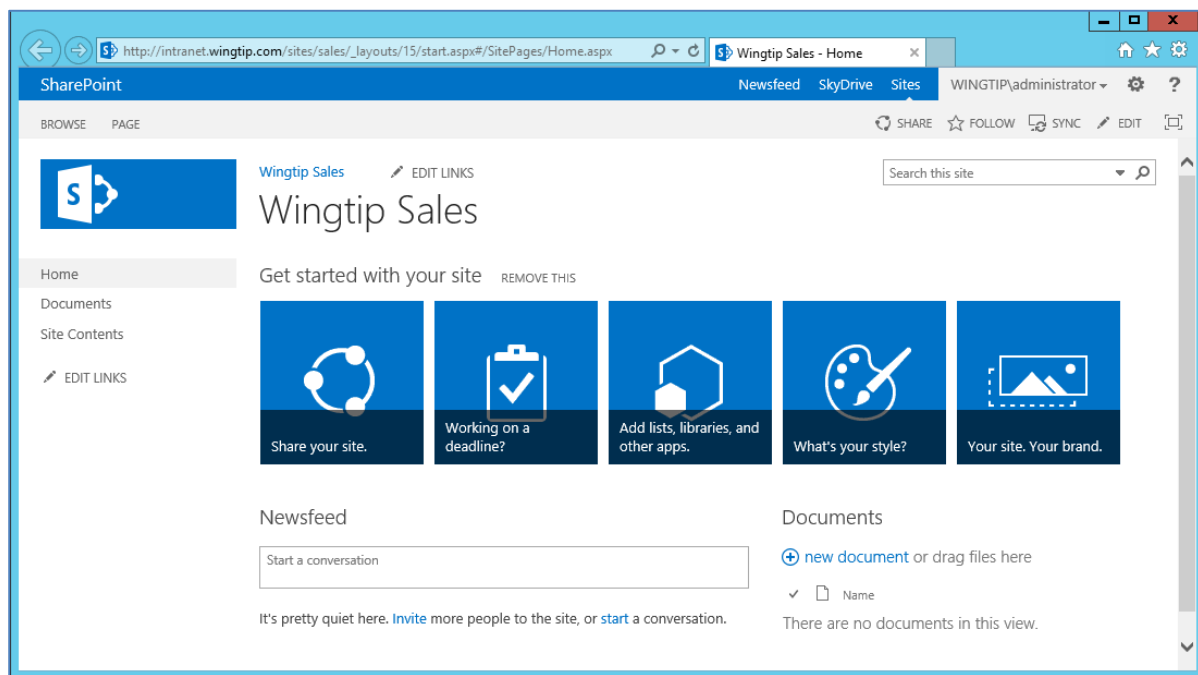 http://intranet.wingtip.com/sites/sales/_layouts/15/start.aspx#/SitePages/Home.aspx
Wingtip Sales - Home
SharePoint
Newsfeed SkyDrive Sites WINGTIP\administrator ?
BROWSE PAGE
SHARE FOLLOW SYNC EDIT
S
Wingtip Sales EDIT LINKS
Search this site
Wingtip Sales
Home
Documents
Site Contents
EDIT LINKS
Get started with your site REMOVE THIS
Share your site.
Working on a
deadline?
Add lists, libraries, and
other apps.
What's your style?
Your site. Your brand.
Newsfeed
Start a conversation
It's pretty quiet here. Invite more people to the site, or start a conversation.
Documents
new document or drag files here
Name
There are no documents in this view.